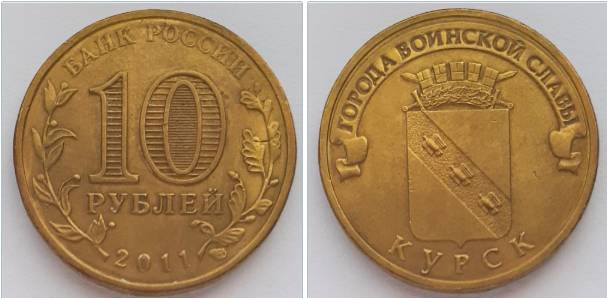 БАНК РОССИИ
10
РУБЛЕЙ
2011
ГОРОДА ВОИНСКОЙ СЛАВЫ
КУРСК